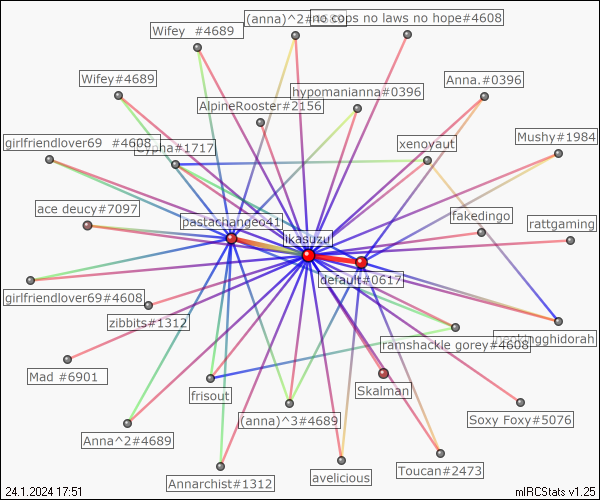 (anna)^2#4689
no cops no laws no hope#4608
Wifey  #4689
Wifey#4689
hypomanianna#0396
Anna.#0396
AlpineRooster#2156
girlfriendlover69  #4608
#1717
xenoyaut
Mushy#1984
ace deucy#7097
pastachangeo41
fakedingo
rattgaming
ikasuzu
default#0617
girlfriendlover69#4608
zibbits#1312
ramshackle gorey#4608
Mad #6901
frisout
Skalman
(anna)^3#4689
Soxy Foxy#5076
Anna^2#4689
Annarchist#1312
avelicious
Toucan#2473
24.1.2024 17:51
mIRCStats v1.25